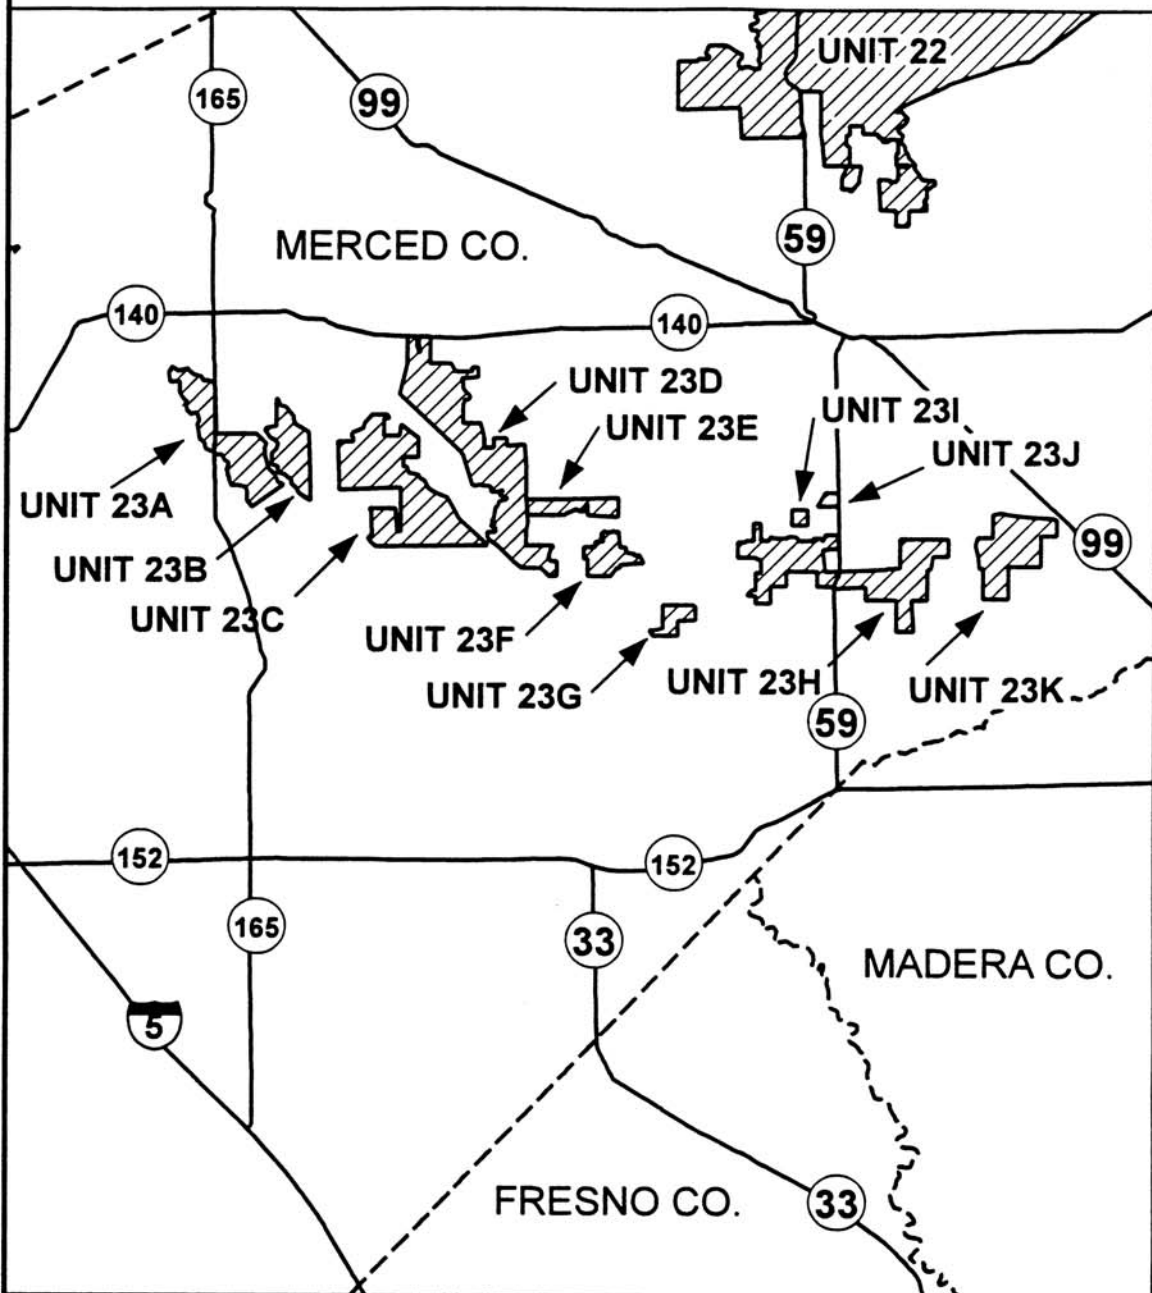 UNIT 22
165
99
59
MERCED CO.
140
140
UNIT 23D
UNIT 23I
UNIT 23E
UNIT 23J
UNIT 23A
99
UNIT 23B
UNIT 23C
UNIT 23F
UNIT 23H
UNIT 23K
UNIT 23G
59
152
152
165
33
MADERA CO.
5
FRESNO CO.
33